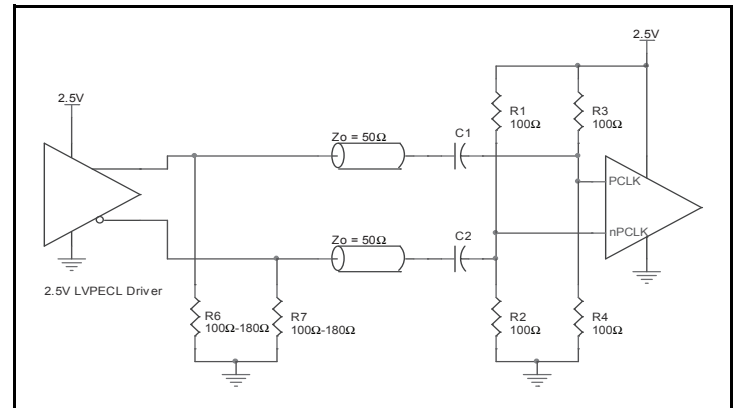 2.5V
2.5V
R1
100Ω
R3
100Ω
Zo = 50Ω
C1
PCLK
nPCLK
Zo = 50Ω
C2
2.5V LVPECL Driver
R6
100Ω-180Ω
R7
100Ω-180Ω
R2
100Ω
R4
100Ω